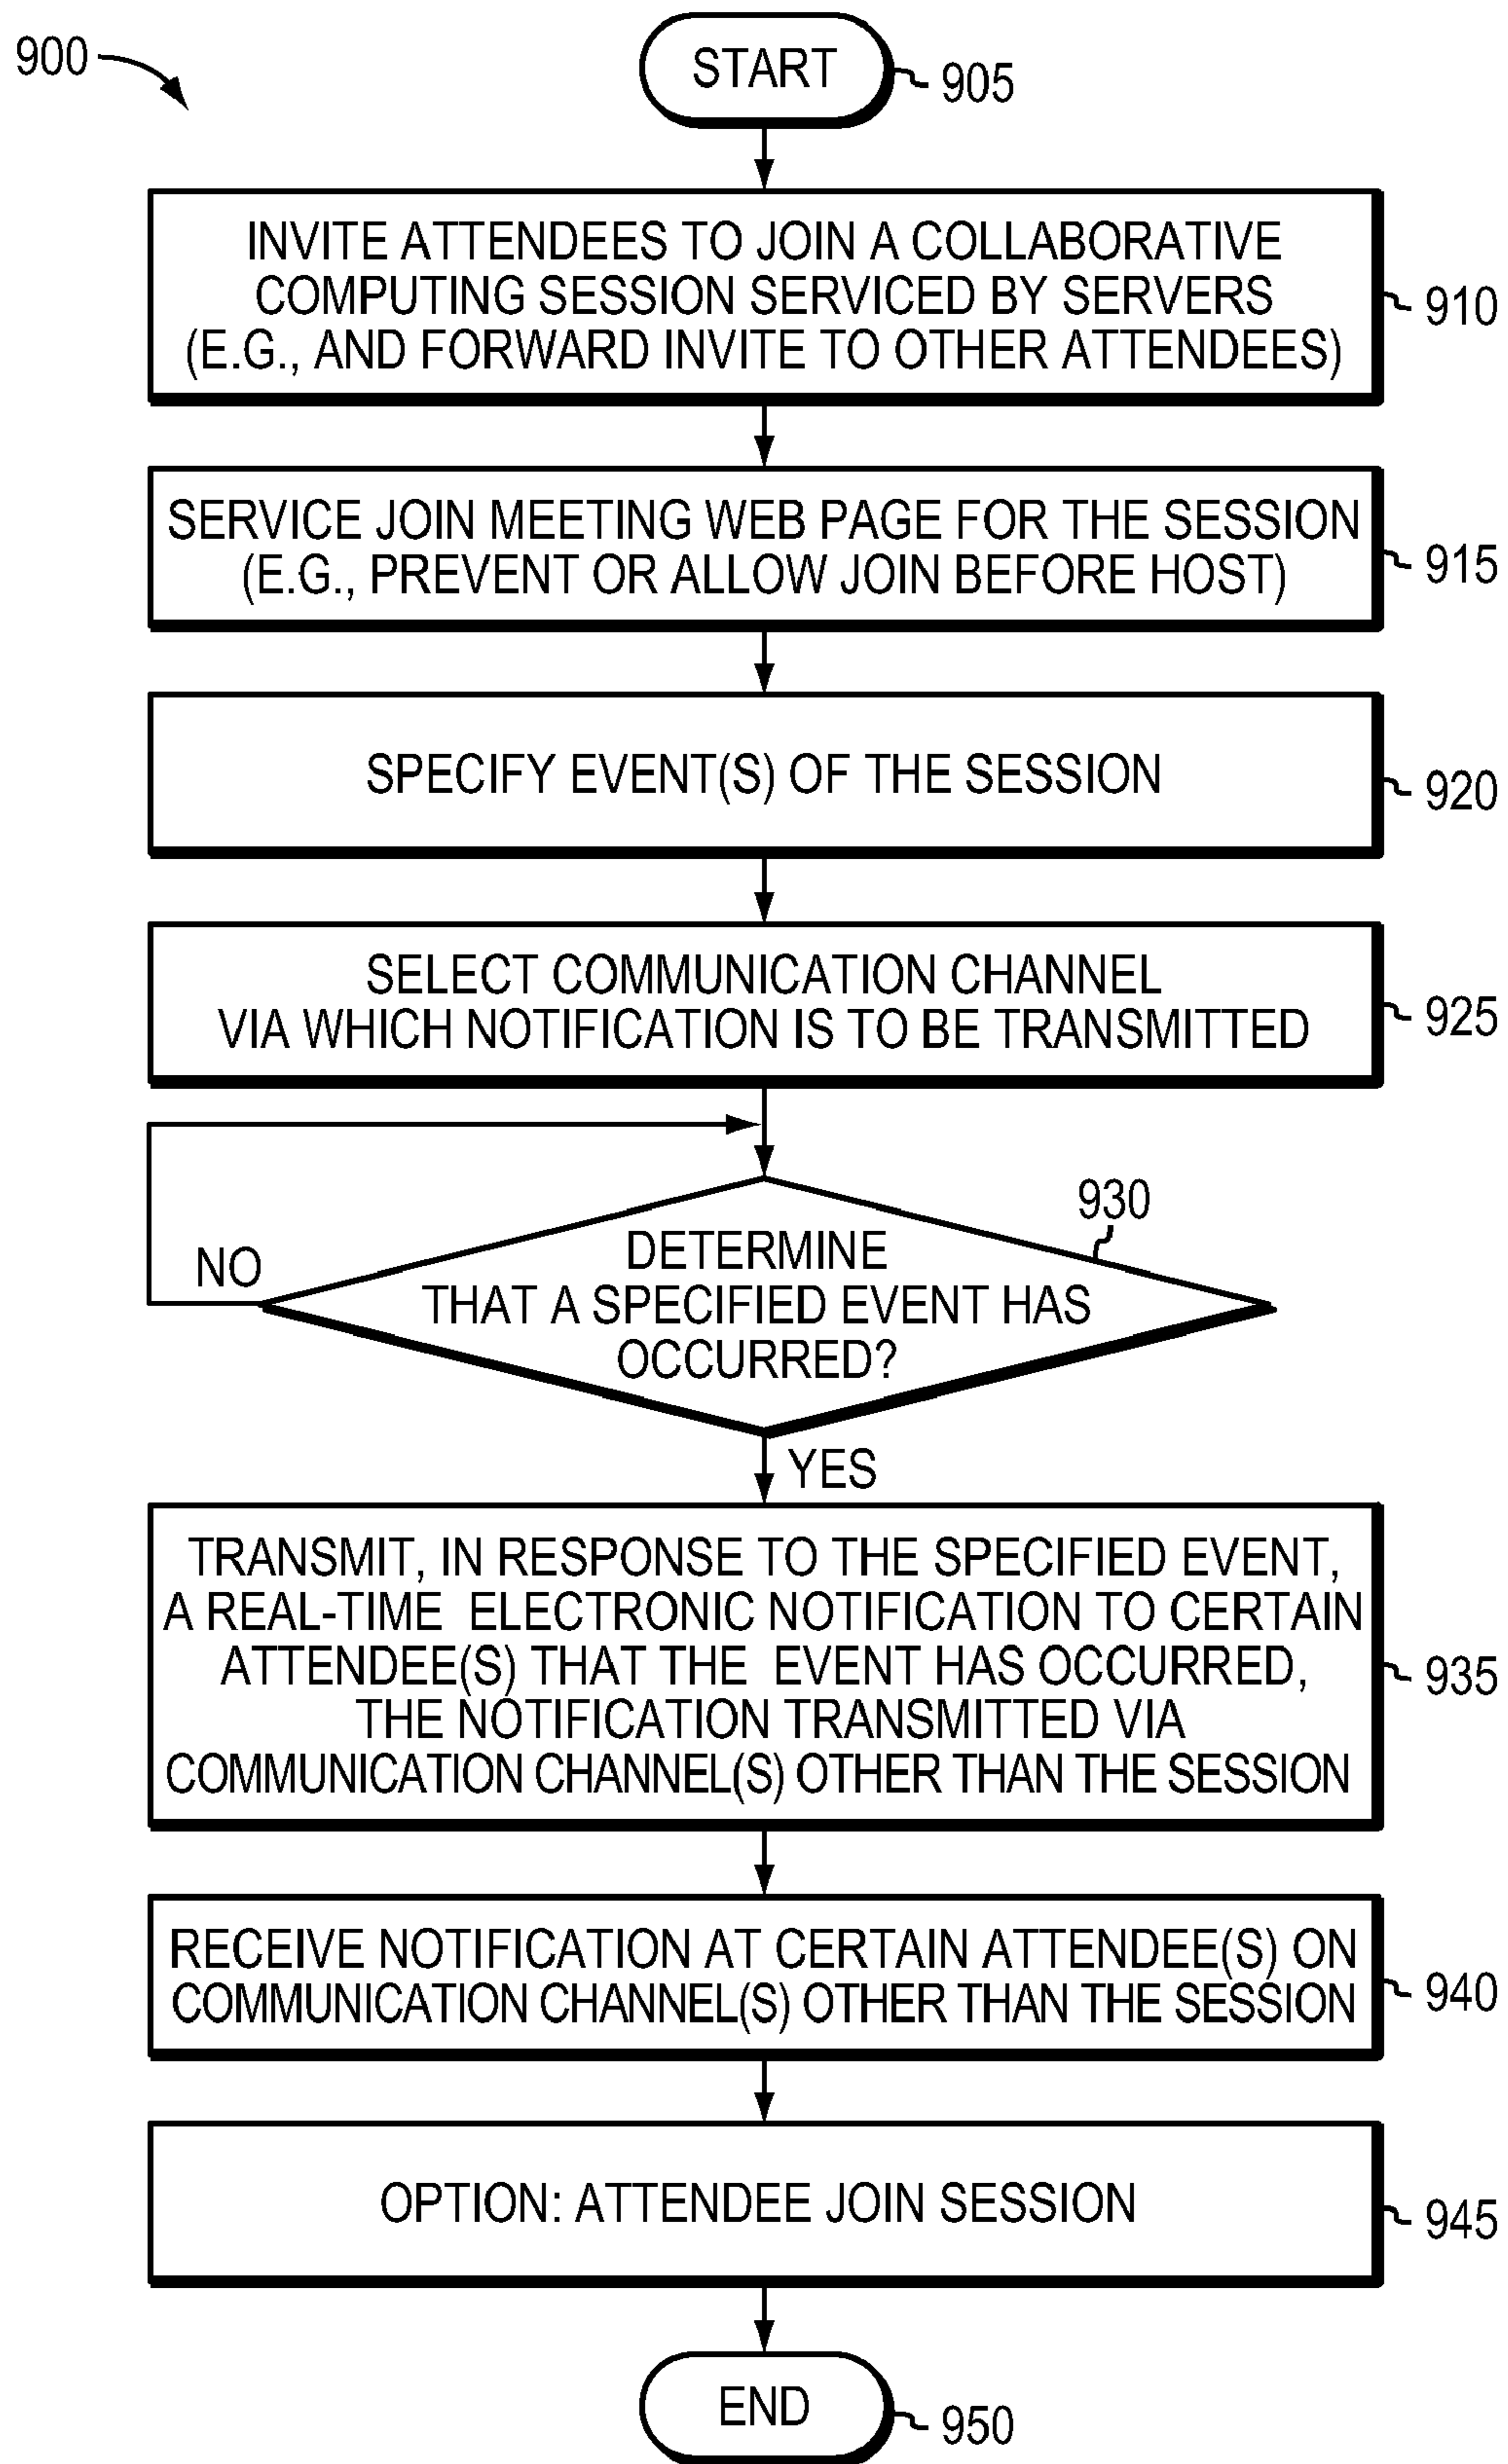 900
START
905
INVITE ATTENDEES TO JOIN A COLLABORATIVE
COMPUTING SESSION SERVICED BY SERVERS
(E.G., AND FORWARD INVITE TO OTHER ATTENDEES)
910
SERVICE JOIN MEETING WEB PAGE FOR THE SESSION
(E.G., PREVENT OR ALLOW JOIN BEFORE HOST)
915
SPECIFY EVENT(S) OF THE SESSION
920
SELECT COMMUNICATION CHANNEL
VIA WHICH NOTIFICATION IS TO BE TRANSMITTED
925
930
DETERMINE
THAT A SPECIFIED EVENT HAS
OCCURRED?
NO
YES
TRANSMIT, IN RESPONSE TO THE SPECIFIED EVENT,
A REAL-TIME ELECTRONIC NOTIFICATION TO CERTAIN
ATTENDEE(S) THAT THE EVENT HAS OCCURRED,
THE NOTIFICATION TRANSMITTED VIA
COMMUNICATION CHANNEL(S) OTHER THAN THE SESSION
935
RECEIVE NOTIFICATION AT CERTAIN ATTENDEE(S) ON
COMMUNICATION CHANNEL(S) OTHER THAN THE SESSION
940
OPTION: ATTENDEE JOIN SESSION
945
END
950